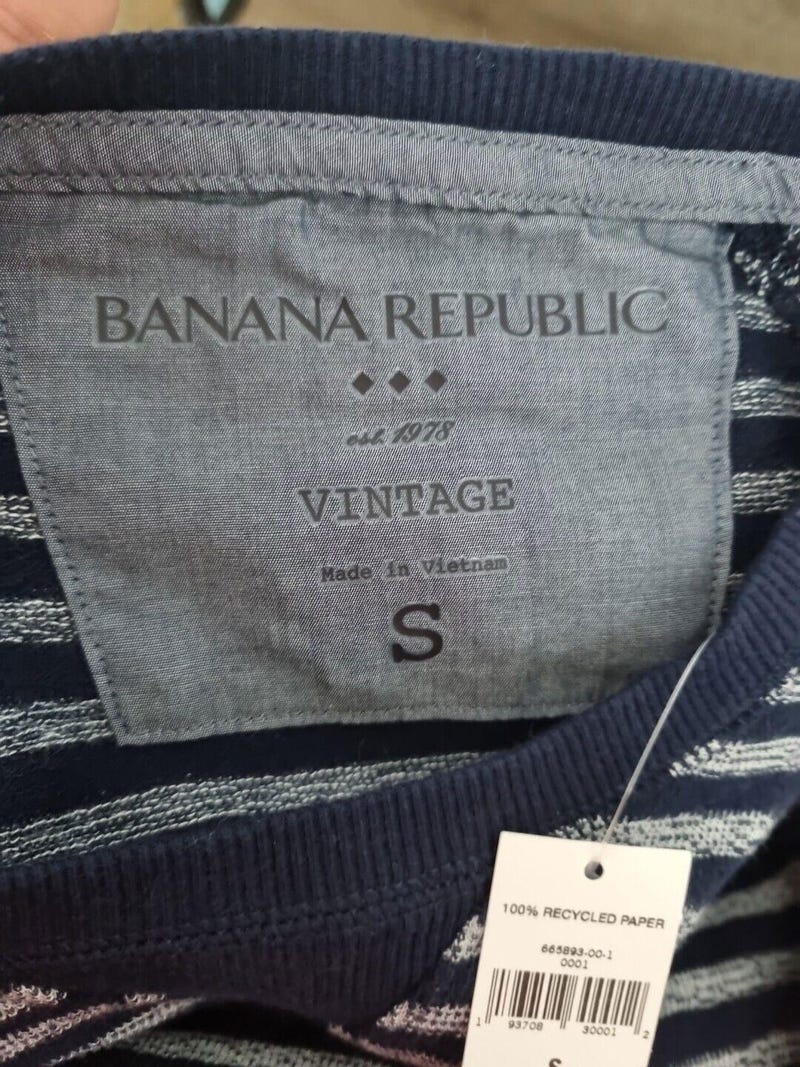 BANANA REPUBLIC
est. 1978
VINTAGE
Made in Vietnam
S
100% RECYCLED PAPER
665893-00-1
0001
1 93708 30001 2
S